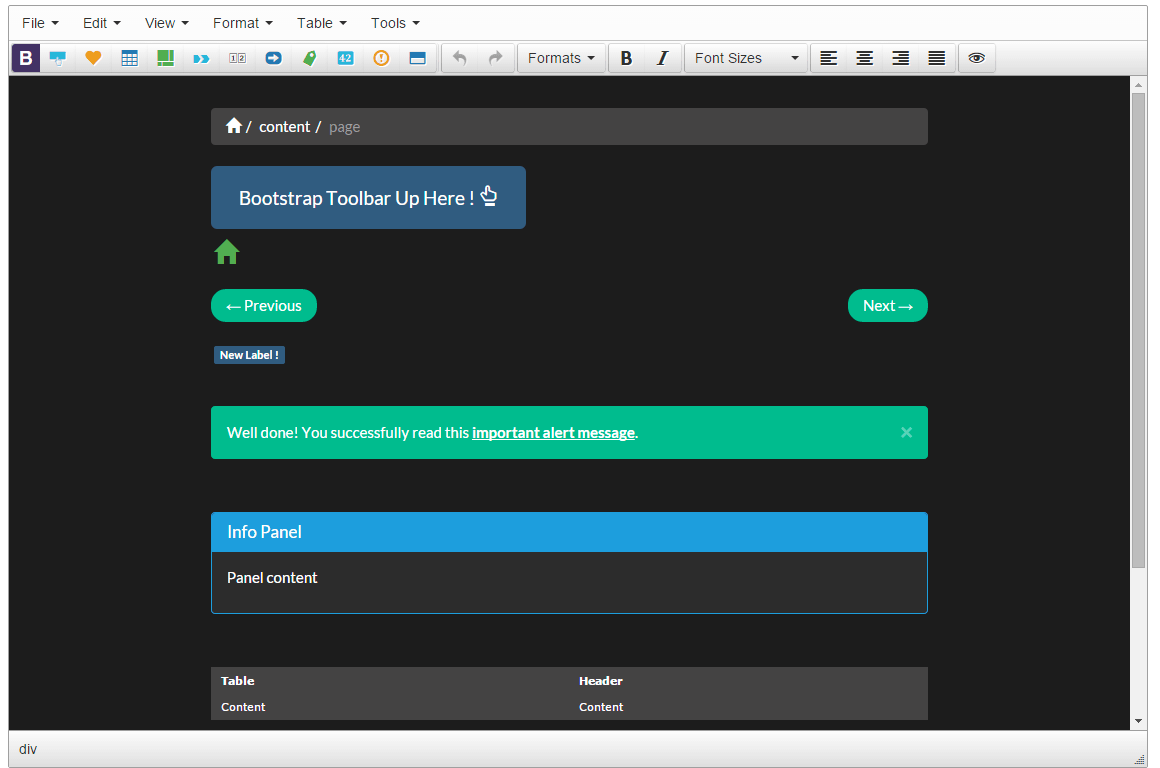 File Edit View Format Table Tools
B 12 42 Formats B I Font Sizes
/ content / page
Bootstrap Toolbar Up Here !
← Previous Next →
New Label !
Well done! You successfully read this important alert message. ×
Info Panel
Panel content
Table Header
Content Content
div